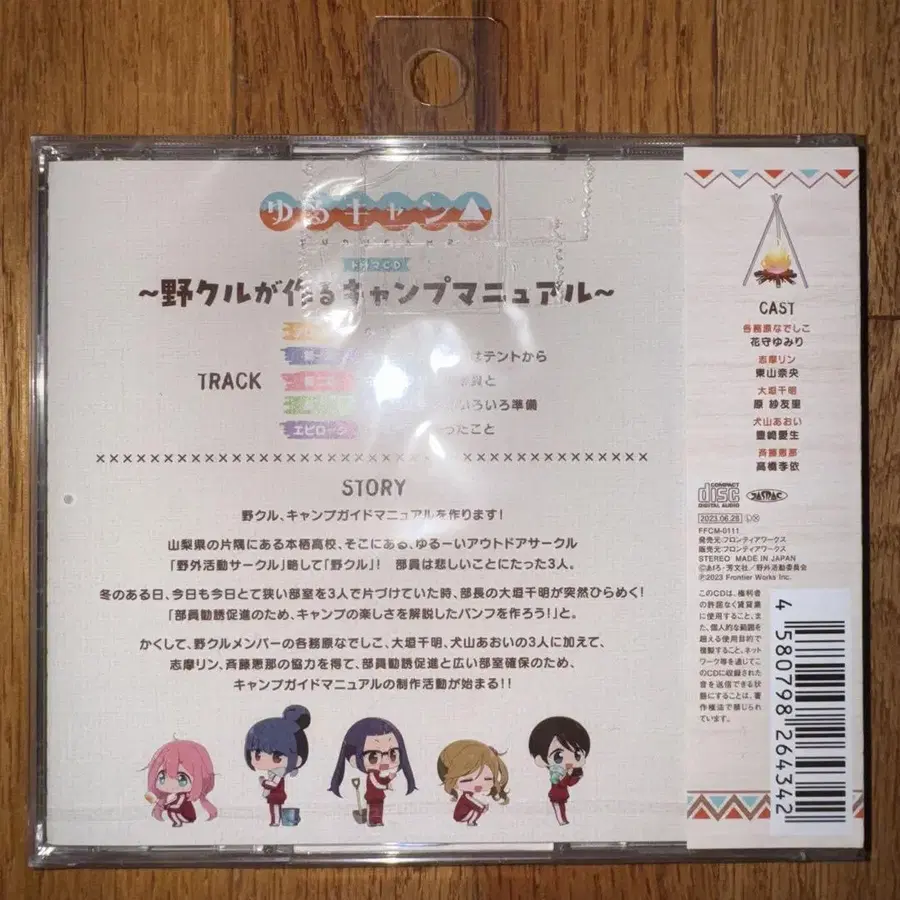 ゆるキャン△
ドラマCD
～野クルが作るキャンプマニュアル～
TRACK
はテントから
と
いろいろ準備
エピローグ
ったこと
STORY
野クル、キャンプガイドマニュアルを作ります!
山梨県の片隅にある本栖高校、そこにある、ゆるーいアウトドアサークル
「野外活動サークル」略して「野クル」! 部員は悲しいことにたった3人。
冬のある日、今日も今日とて狭い部室を3人で片づけていた時、部長の大垣千明が突然ひらめく!
「部員勧誘促進のため、キャンプの楽しさを解説したパンフを作ろう!」と。
かくして、野クルメンバーの各務原なでしこ、大垣千明、犬山あおいの3人に加えて、
志摩リン、斉藤恵那の協力を得て、部員勧誘促進と広い部室確保のため、
キャンプガイドマニュアルの制作活動が始まる!!
CAST
各務原なでしこ
花守ゆみり
志摩リン
東山奈央
大垣千明
原 紗友里
犬山あおい
豊崎愛生
斉藤恵那
高橋李依
COMPACT
disc
DIGITAL AUDIO
JASRAC
2023.06.28
FFCM-0111
発売元:フロンティアワークス
販売元:フロンティアワークス
STEREO MADE IN JAPAN
©あfろ・芳文社/野外活動委員会
℗2023 Frontier Works Inc.
このCDは、権利者
の許諾なく賃貸業
に使用すること、ま
た、個人的な範囲を
超える使用目的で
複製すること、ネット
ワーク等を通じてこ
のCDに収録された
音を送信できる状
態にすることは、著
作権法で禁じられ
ています。
4 580798 264342